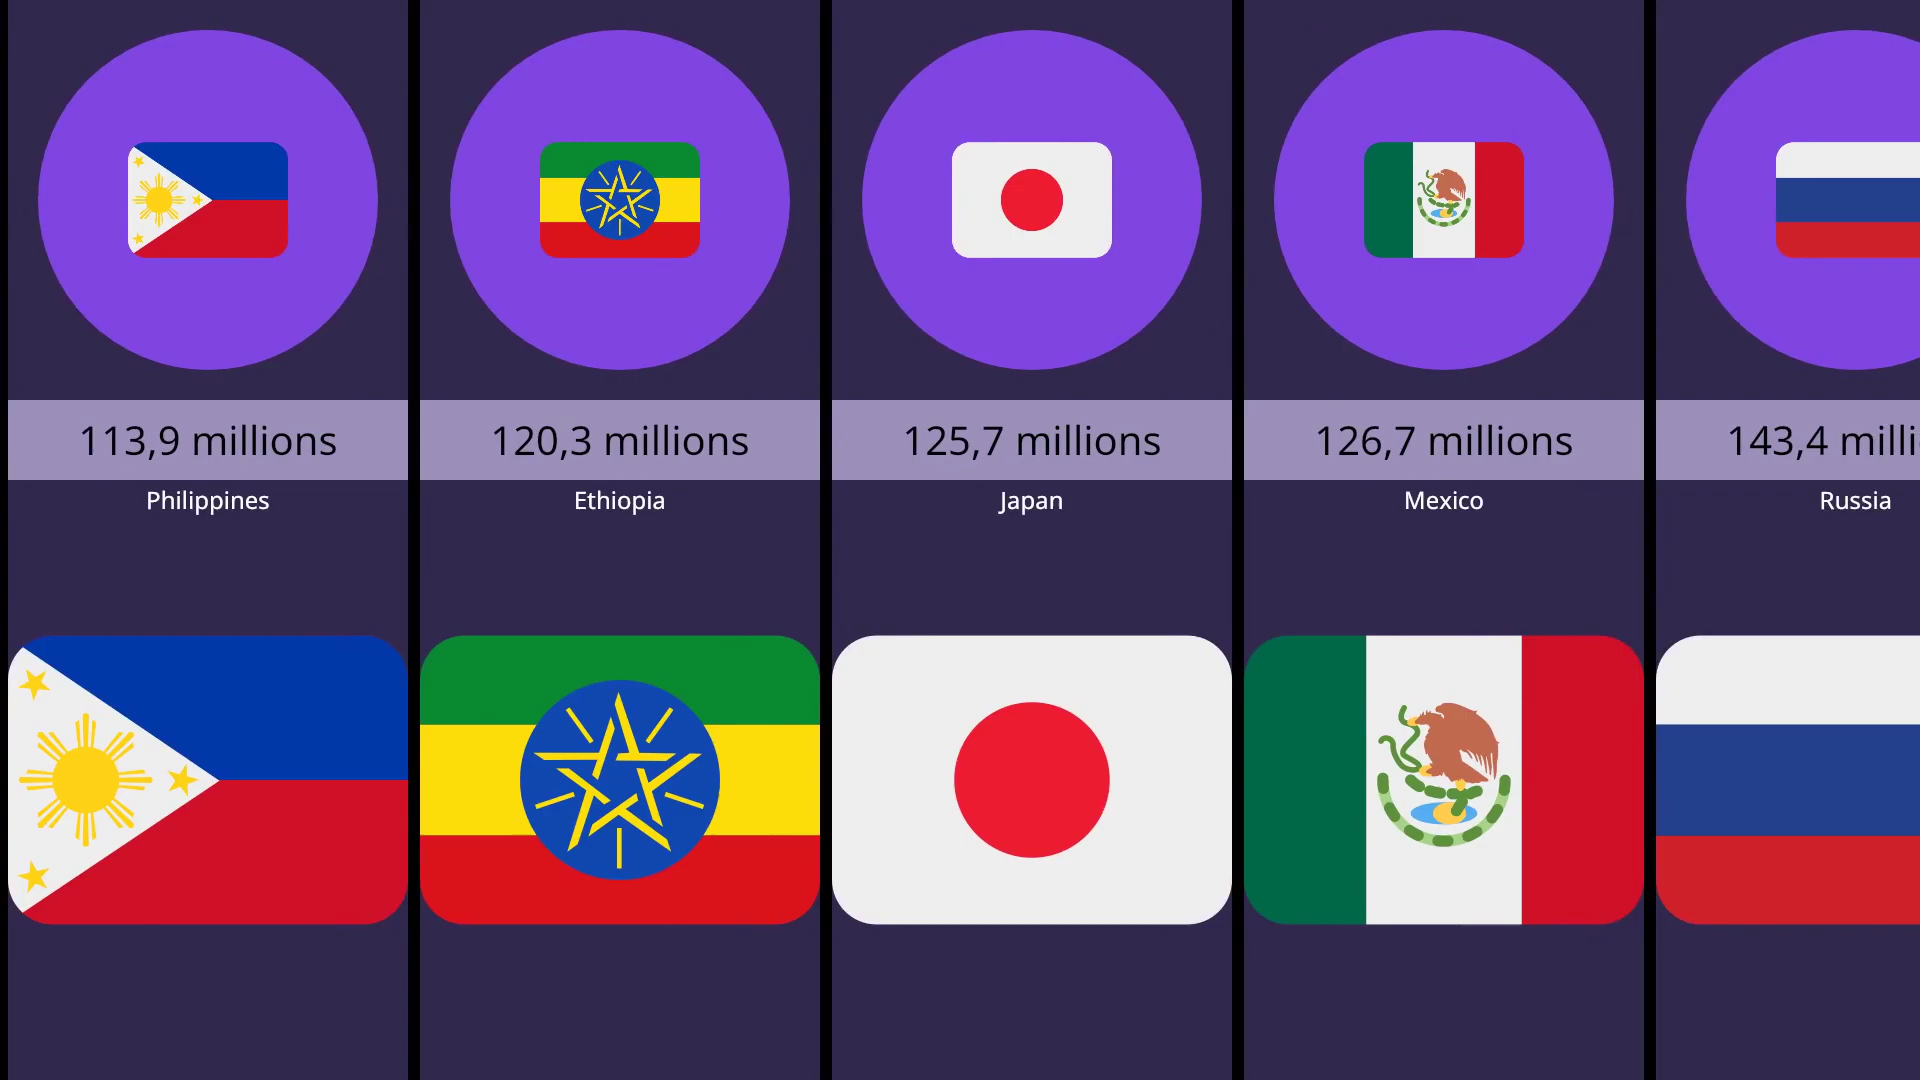 113,9 millions
Philippines
120,3 millions
Ethiopia
125,7 millions
Japan
126,7 millions
Mexico
143,4 milli
Russia